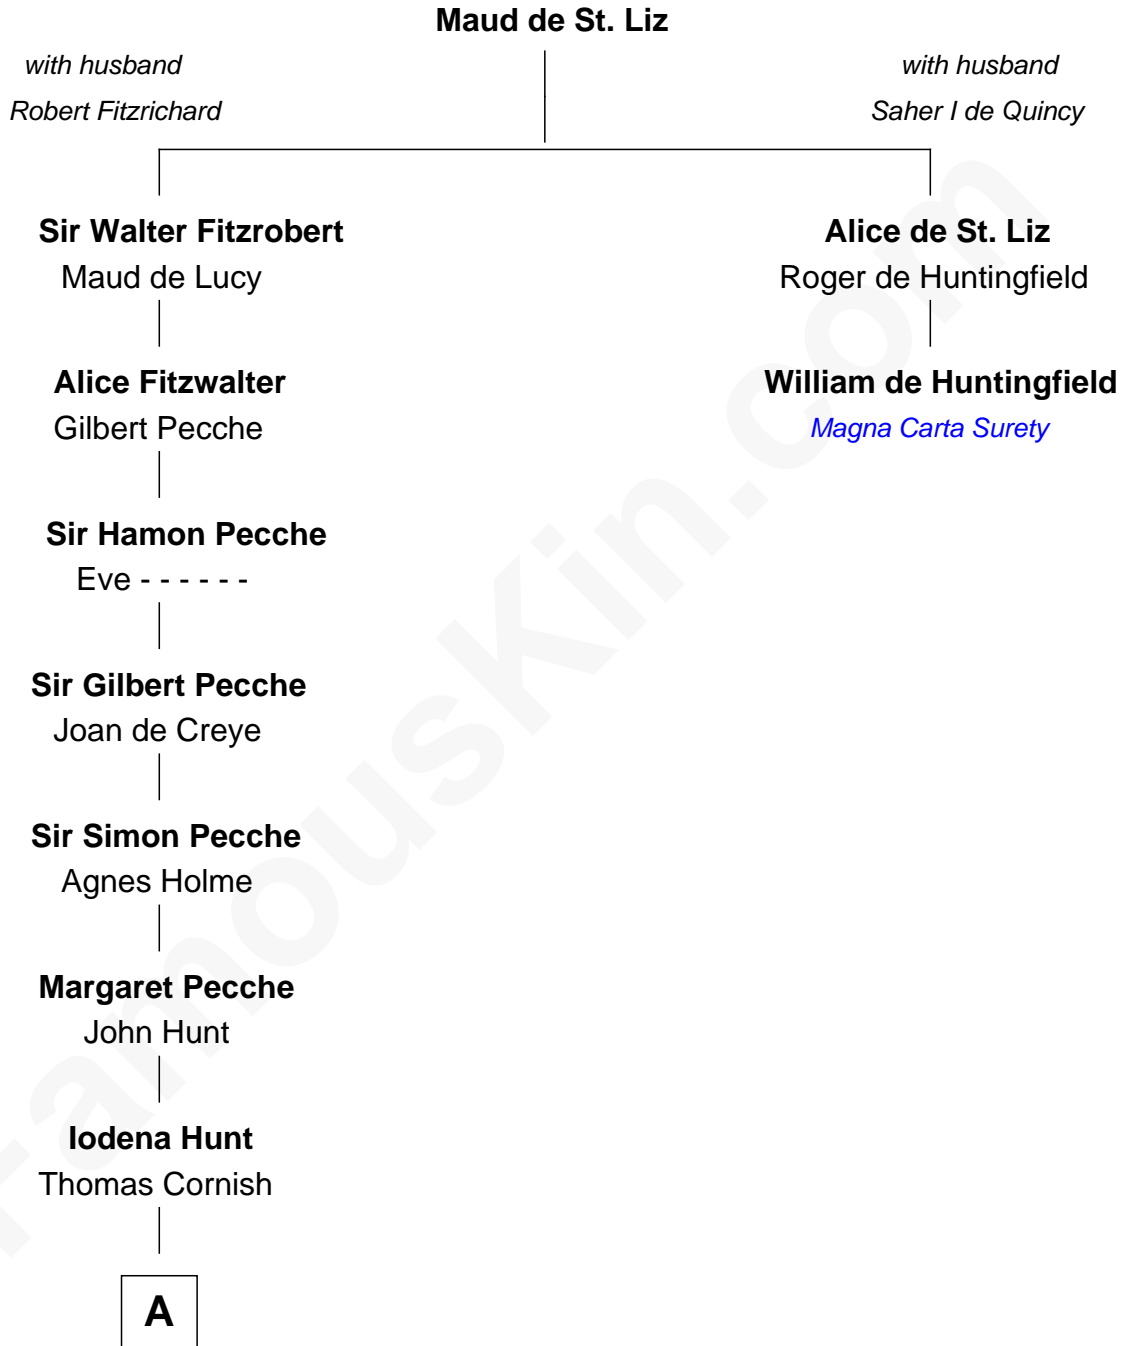 Maud de St. Liz
with husband
Robert Fitzrichard
with husband
Saher I de Quincy
Sir Walter Fitzrobert
Maud de Lucy
Alice de St. Liz
Roger de Huntingfield
Alice Fitzwalter
Gilbert Pecche
William de Huntingfield
Magna Carta Surety
Sir Hamon Pecche
Eve - - - - - -
Sir Gilbert Pecche
Joan de Creye
Sir Simon Pecche
Agnes Holme
Margaret Pecche
John Hunt
Iodena Hunt
Thomas Cornish
A
FamousKin.com